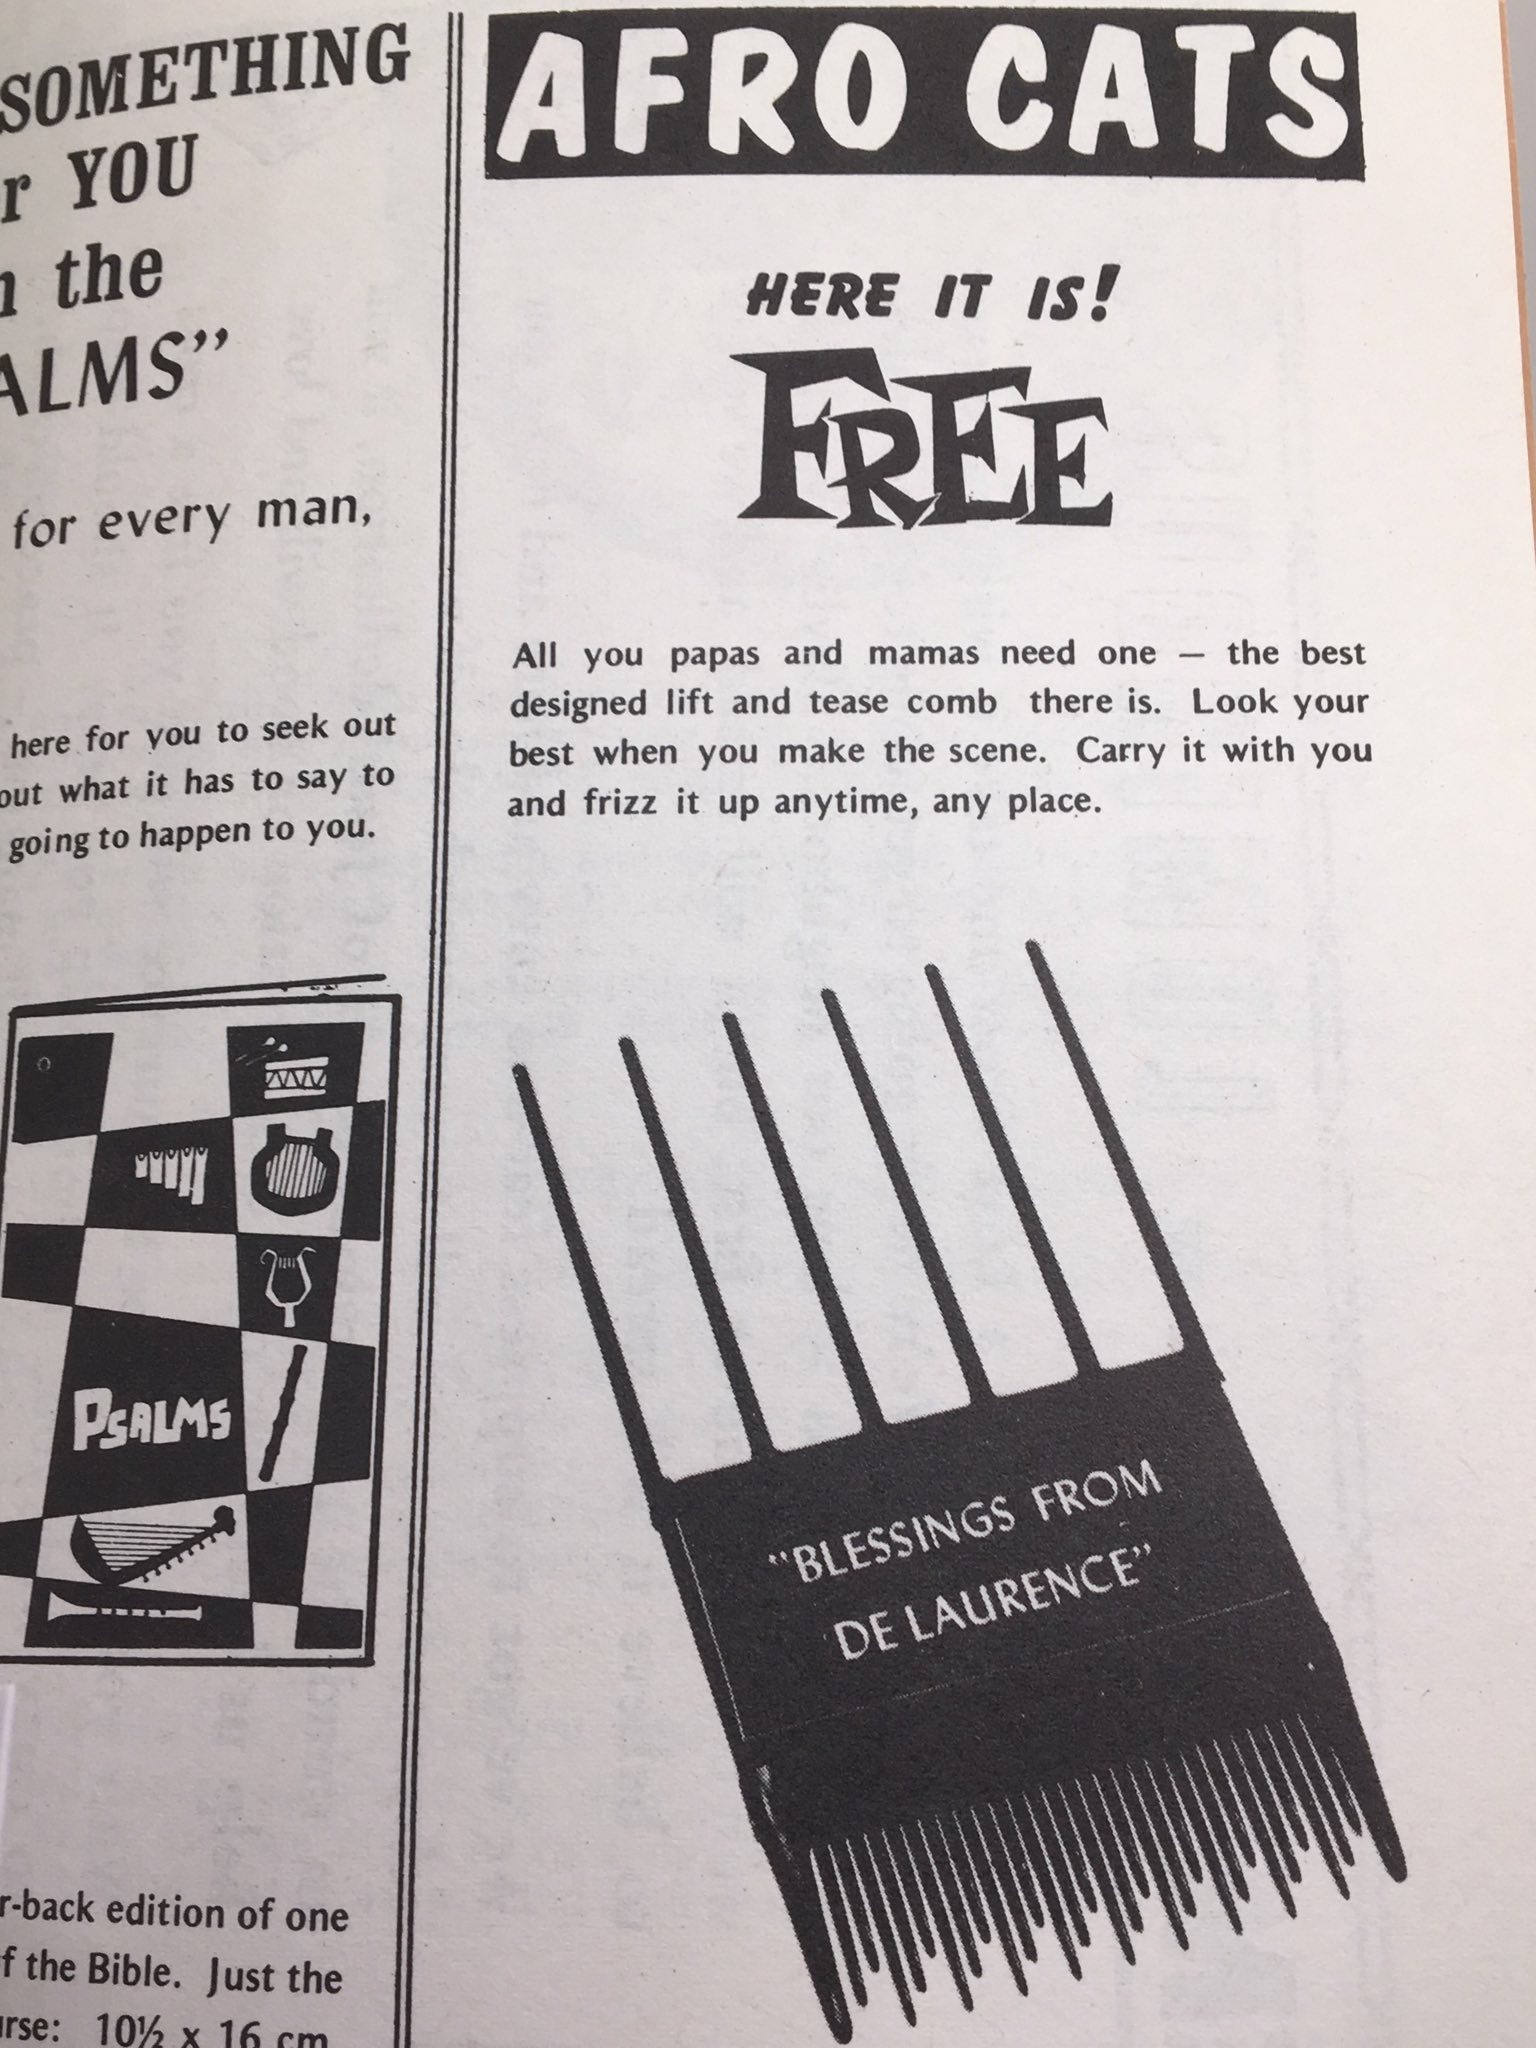 SOMETHING
r YOU
the
ALMS”
for every man,
here for you to seek out
out what it has to say to
going to happen to you.
PSALMS
r-back edition of one
f the Bible. Just the
10½ x 16 cm
AFRO CATS
HERE IT IS!
FREE
All you papas and mamas need one — the best
designed lift and tease comb there is. Look your
best when you make the scene. Carry it with you
and frizz it up anytime, any place.
"BLESSINGS FROM
DE LAURENCE"